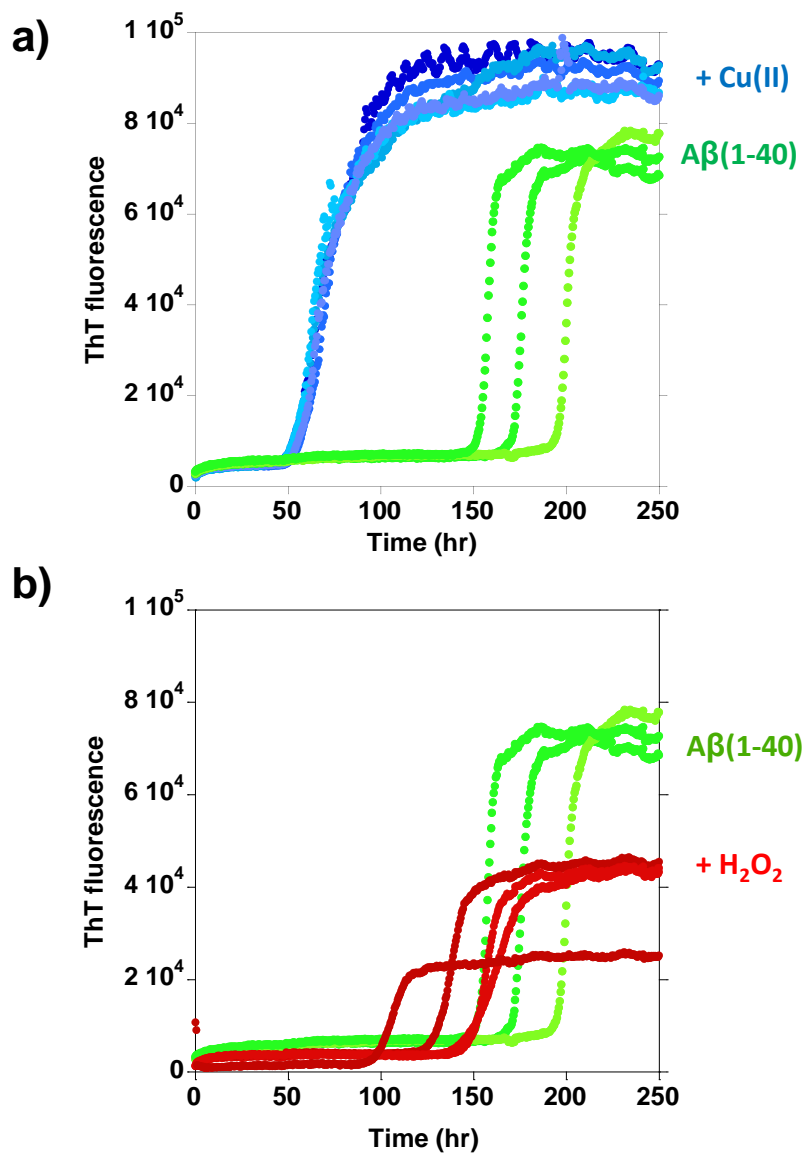 a)
1 10⁵
8 10⁴
6 10⁴
4 10⁴
2 10⁴
0
ThT fluorescence
0 50 100 150 200 250
Time (hr)
+ Cu(II)
Aβ(1-40)
b)
1 10⁵
8 10⁴
6 10⁴
4 10⁴
2 10⁴
0
ThT fluorescence
0 50 100 150 200 250
Time (hr)
Aβ(1-40)
+ H₂O₂